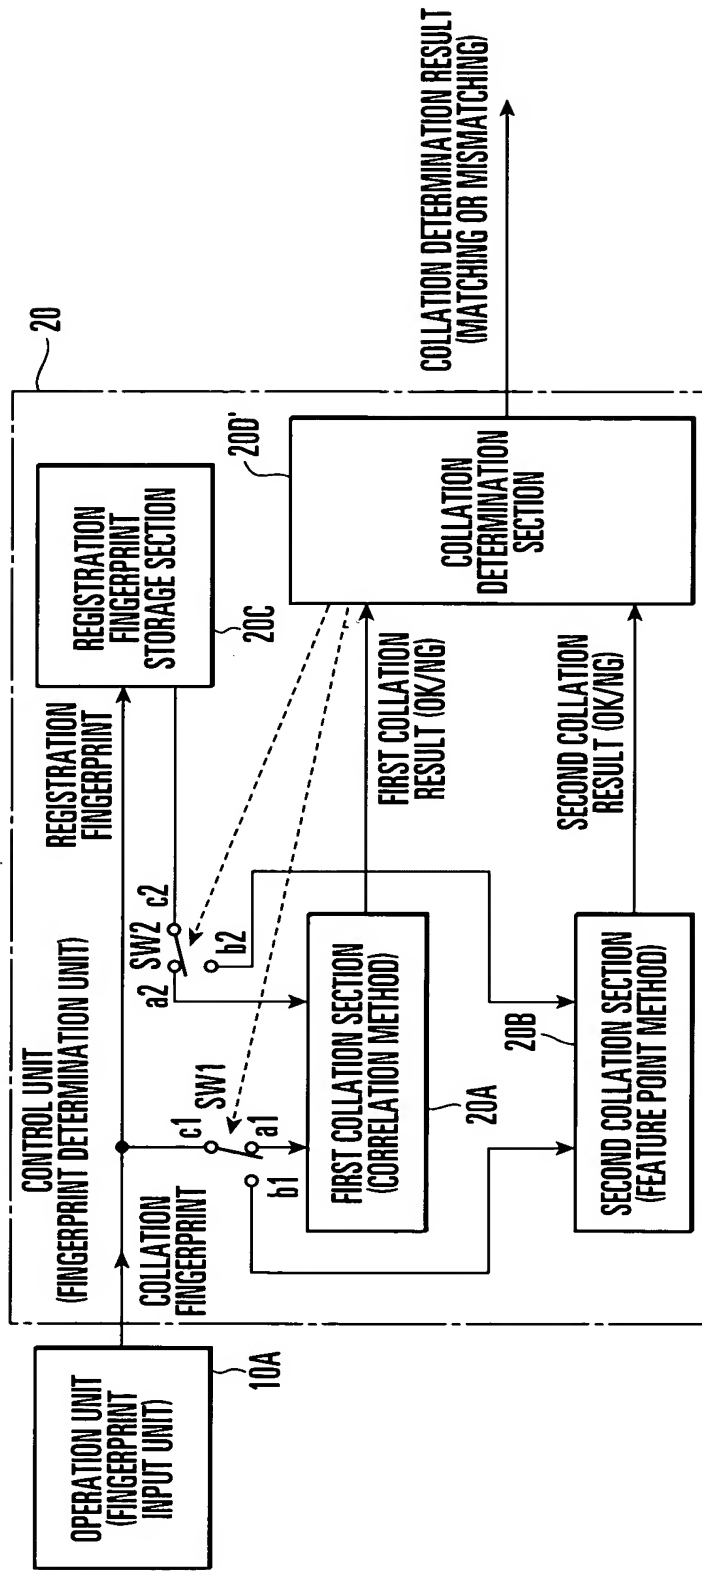 OPERATION UNIT
(FINGERPRINT
INPUT UNIT)
10A
CONTROL UNIT
(FINGERPRINT DETERMINATION UNIT)
COLLATION
FINGERPRINT
REGISTRATION
FINGERPRINT
REGISTRATION
FINGERPRINT
STORAGE SECTION
20C
20
c1
SW1
a1
b1
a2
SW2
c2
b2
FIRST COLLATION SECTION
(CORRELATION METHOD)
20A
FIRST COLLATION
RESULT (OK/NG)
SECOND COLLATION SECTION
(FEATURE POINT METHOD)
20B
SECOND COLLATION
RESULT (OK/NG)
COLLATION
DETERMINATION
SECTION
20D'
COLLATION DETERMINATION RESULT
(MATCHING OR MISMATCHING)